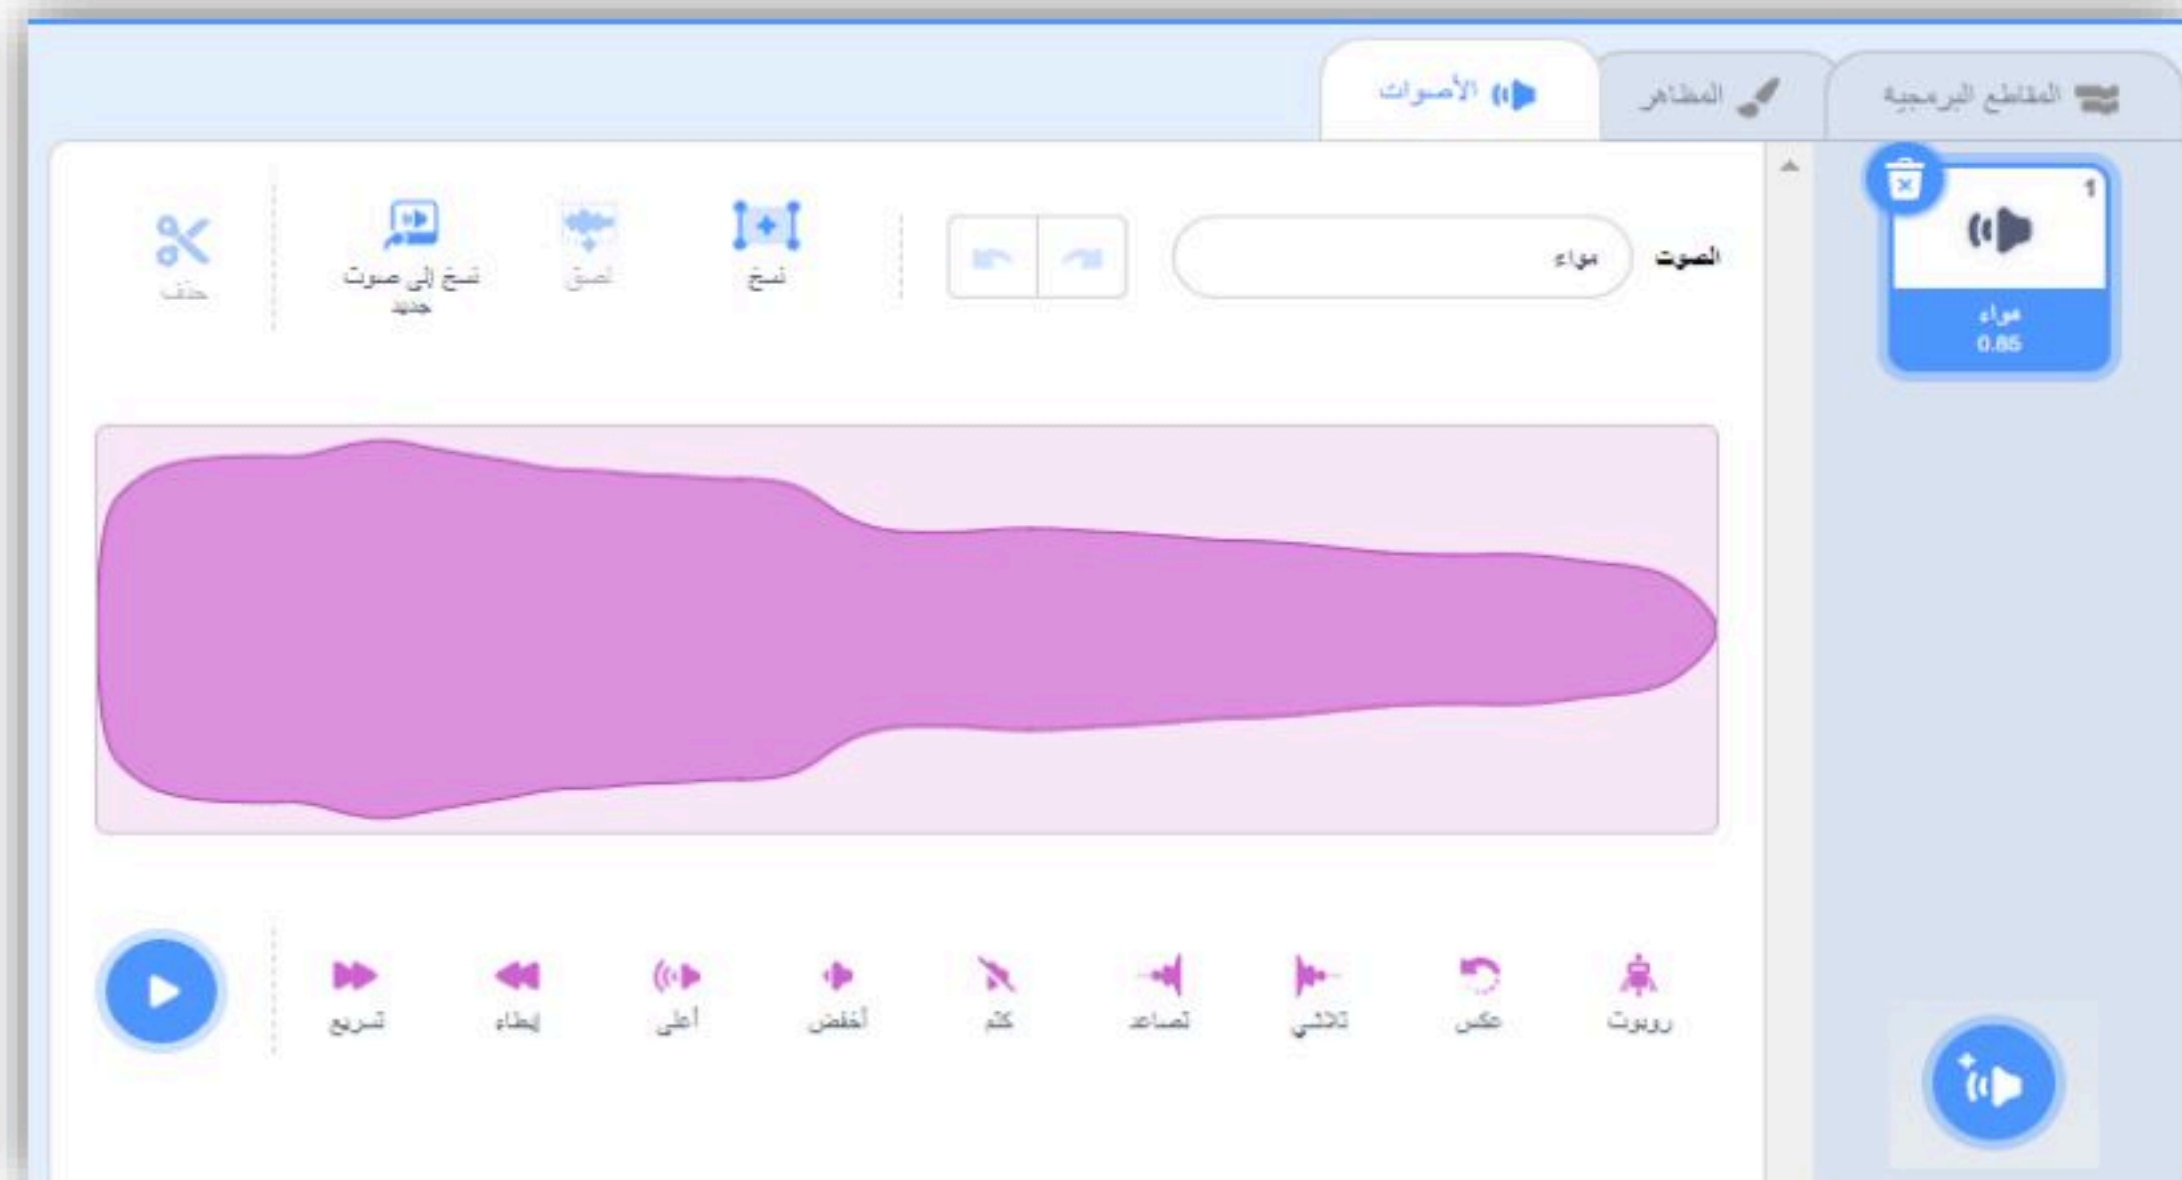 المقاطع البرمجية
المظاهر
الأصوات
1
مواء
0.85
الصوت
مواء
نسخ
لصق
نسخ إلى صوت
جديد
حذف
روبوت
عكس
تلاشي
تصاعد
كتم
أخفض
أعلى
إبطاء
تسريع